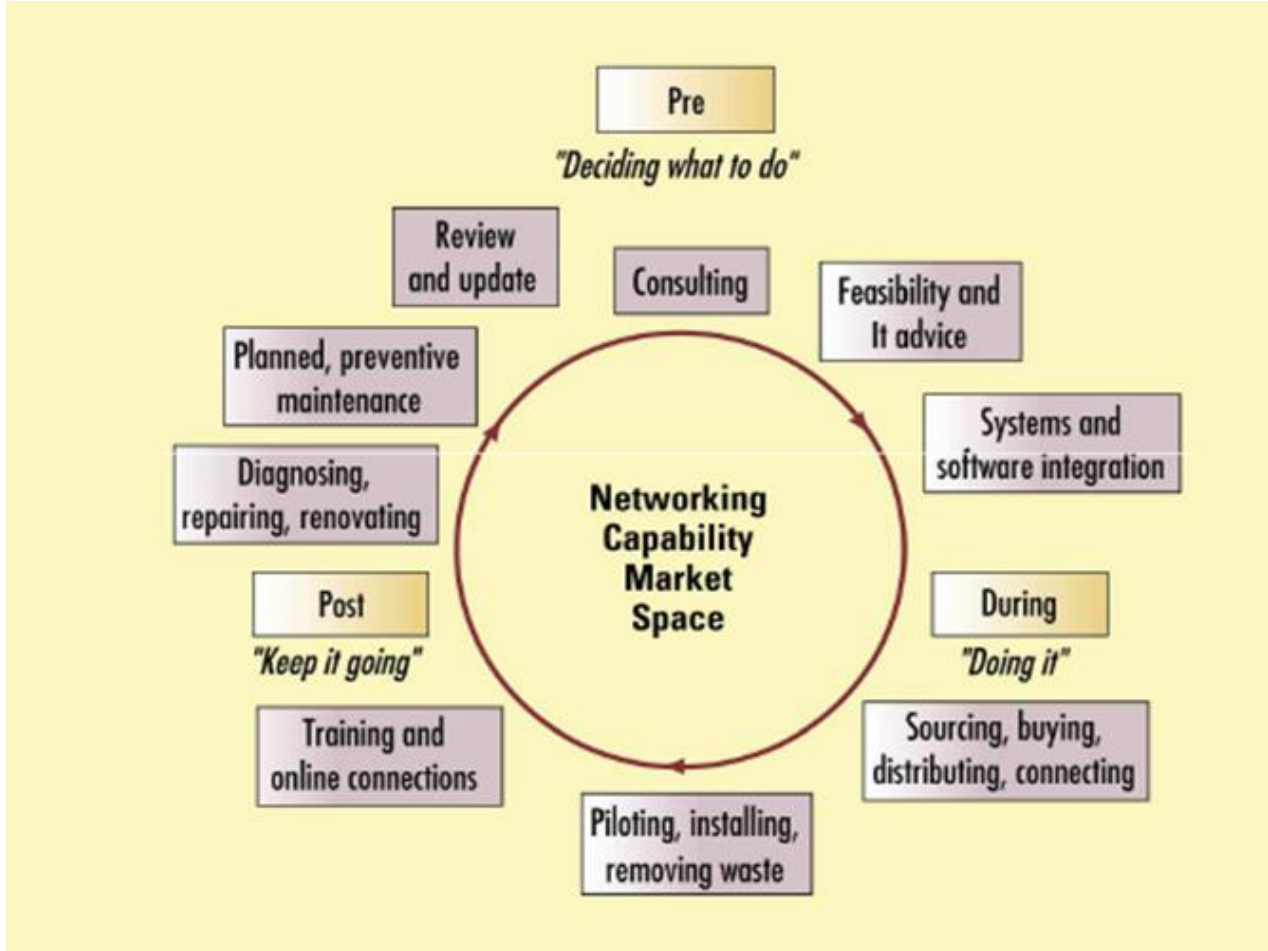 Pre
"Deciding what to do"
Review
and update
Consulting
Feasibility and
It advice
Planned, preventive
maintenance
Systems and
software integration
Diagnosing,
repairing, renovating
Networking
Capability
Market
Space
Post
"Keep it going"
During
"Doing it"
Training and
online connections
Sourcing, buying,
distributing, connecting
Piloting, installing,
removing waste